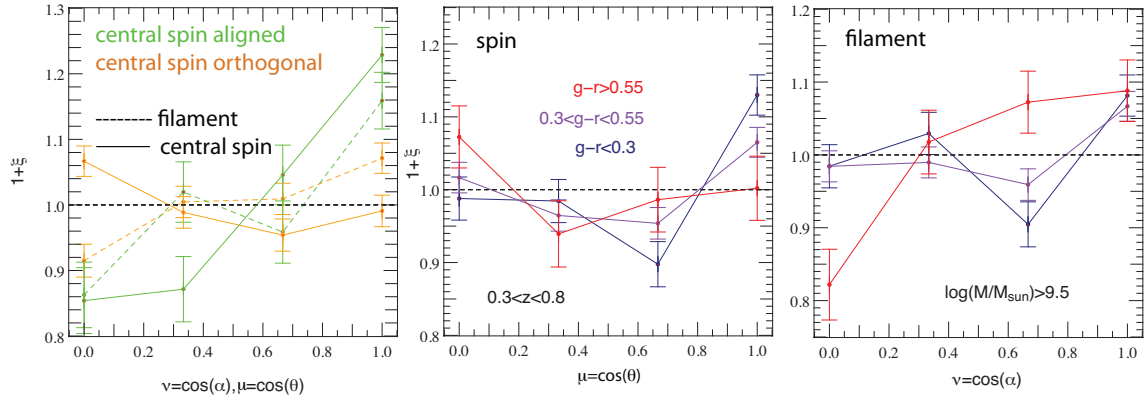 central spin aligned
central spin orthogonal
filament
central spin
1+ξ
1.3
1.2
1.1
1.0
0.9
0.8
0.0
0.2
0.4
0.6
0.8
1.0
ν=cos(α),μ=cos(θ)
spin
g-r>0.55
0.3<g-r<0.55
g-r<0.3
0.3<z<0.8
1+ξ
1.2
1.1
1.0
0.9
0.8
0.0
0.2
0.4
0.6
0.8
1.0
μ=cos(θ)
filament
log(M/Msun)>9.5
1+ξ
1.2
1.1
1.0
0.9
0.8
0.0
0.2
0.4
0.6
0.8
1.0
ν=cos(α)